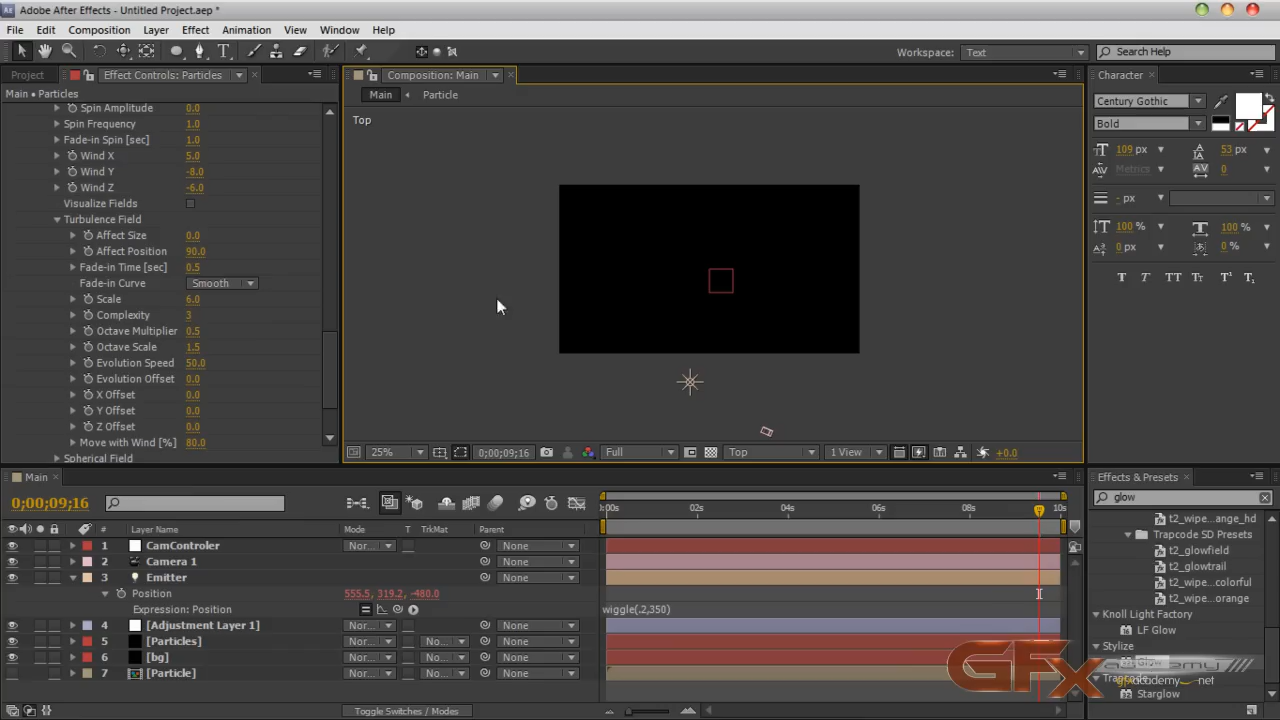 Adobe After Effects - Untitled Project.aep *
File Edit Composition Layer Effect Animation View Window Help
Workspace: Text Search Help
Project Effect Controls: Particles Composition: Main Character
Main • Particles
Main Particle
Top
Century Gothic
Bold
109 px 53 px
Metrics 0
- px
100 % 100 %
0 px 0 %
T T TT Tt T¹ T₁
Spin Amplitude 0.0
Spin Frequency 1.0
Fade-in Spin [sec] 1.0
Wind X 5.0
Wind Y -8.0
Wind Z -6.0
Visualize Fields
Turbulence Field
Affect Size 0.0
Affect Position 90.0
Fade-in Time [sec] 0.5
Fade-in Curve Smooth
Scale 6.0
Complexity 3
Octave Multiplier 0.5
Octave Scale 1.5
Evolution Speed 50.0
Evolution Offset 0.0
X Offset 0.0
Y Offset 0.0
Z Offset 0.0
Move with Wind [%] 80.0
Spherical Field
25% 0;00;09;16 Full Top 1 View +0.0
Main
0;00;09;16
:00s 02s 04s 06s 08s 10s
# Layer Name Mode T TrkMat Parent
1 CamControler Nor... None
2 Camera 1
None
3 Emitter Nor... None
Position 555.5, 319.2, -480.0
Expression: Position wiggle(.2,350)
4 [Adjustment Layer 1] Nor... None
5 [Particles] Nor... No... None
6 [bg] Nor... No... None
7 [Particle] Nor... No... None
Toggle Switches / Modes
Effects & Presets
glow
t2_wipe...ange_hd
Trapcode SD Presets
t2_glowfield
t2_glowtrail
t2_wipe...colorful
t2_wipe...orange
Knoll Light Factory
LF Glow
Stylize
Starglow
GFx
gfxacademy.net